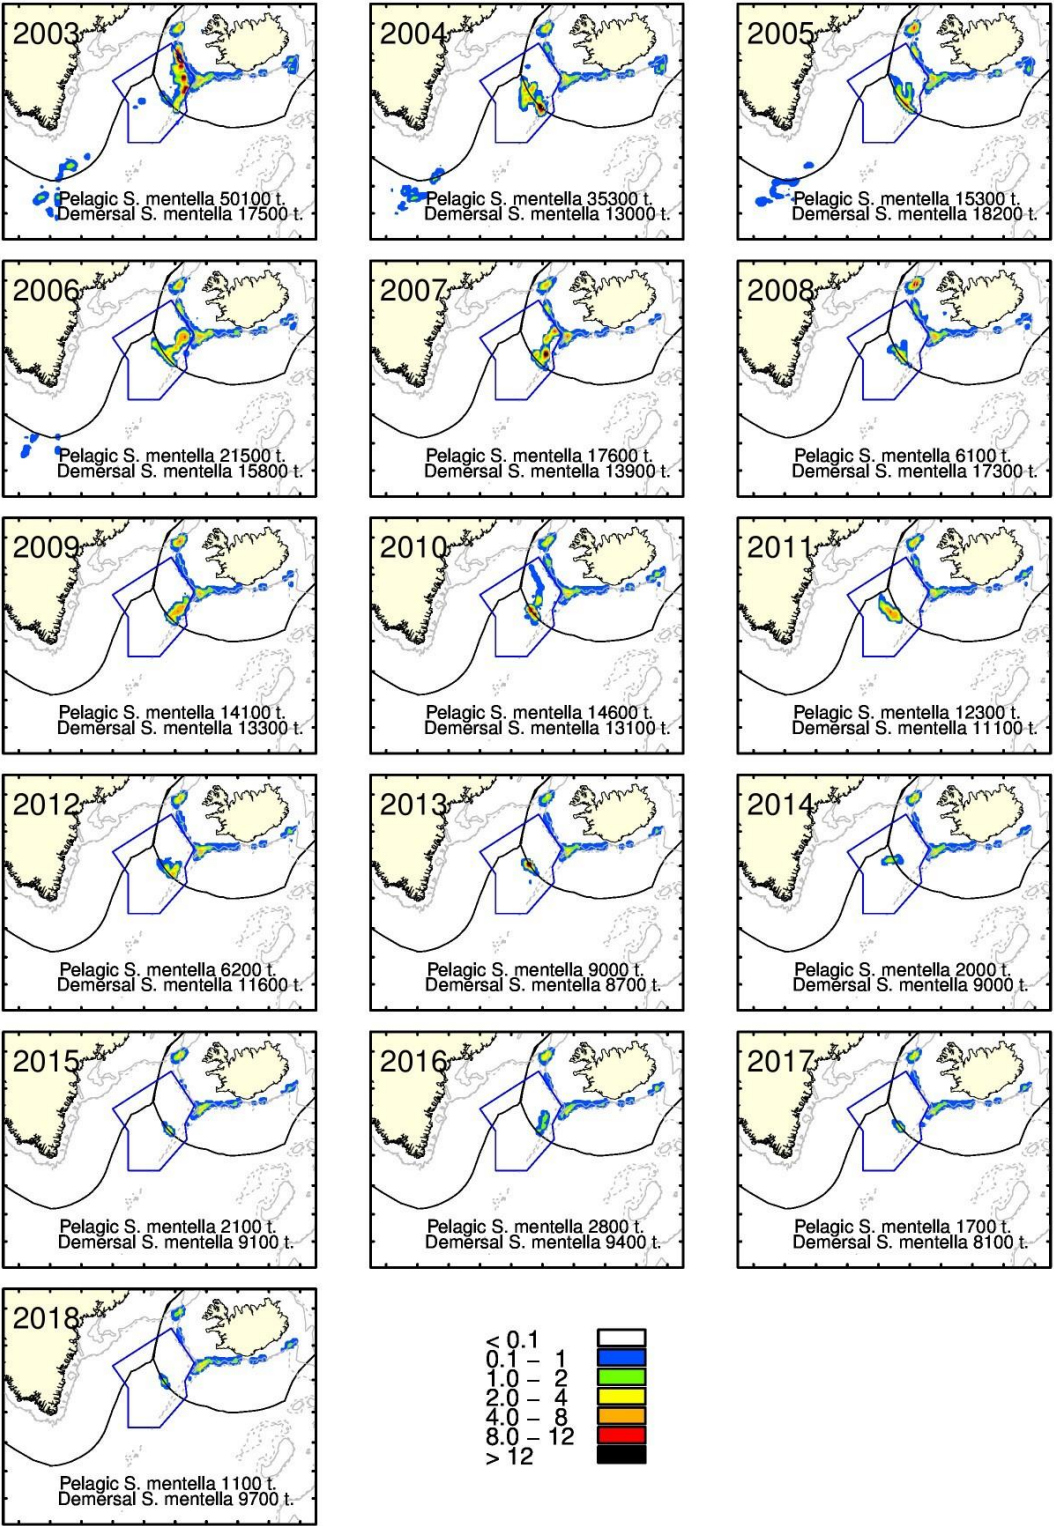 2003
Pelagic S. mentella 50100 t.
Demersal S. mentella 17500 t.
2004
Pelagic S. mentella 35300 t.
Demersal S. mentella 13000 t.
2005
Pelagic S. mentella 15300 t.
Demersal S. mentella 18200 t.
2006
Pelagic S. mentella 21500 t.
Demersal S. mentella 15800 t.
2007
Pelagic S. mentella 17600 t.
Demersal S. mentella 13900 t.
2008
Pelagic S. mentella 6100 t.
Demersal S. mentella 17300 t.
2009
Pelagic S. mentella 14100 t.
Demersal S. mentella 13300 t.
2010
Pelagic S. mentella 14600 t.
Demersal S. mentella 13100 t.
2011
Pelagic S. mentella 12300 t.
Demersal S. mentella 11100 t.
2012
Pelagic S. mentella 6200 t.
Demersal S. mentella 11600 t.
2013
Pelagic S. mentella 9000 t.
Demersal S. mentella 8700 t.
2014
Pelagic S. mentella 2000 t.
Demersal S. mentella 9000 t.
2015
Pelagic S. mentella 2100 t.
Demersal S. mentella 9100 t.
2016
Pelagic S. mentella 2800 t.
Demersal S. mentella 9400 t.
2017
Pelagic S. mentella 1700 t.
Demersal S. mentella 8100 t.
2018
Pelagic S. mentella 1100 t.
Demersal S. mentella 9700 t.
< 0.1
0.1 – 1
1.0 – 2
2.0 – 4
4.0 – 8
8.0 – 12
> 12